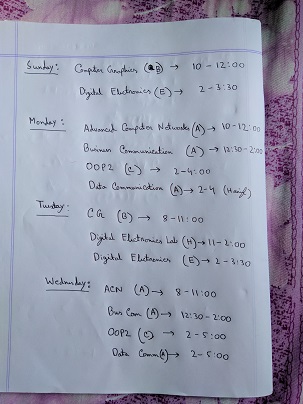 Sunday: Computer Graphics (B) → 10 - 12:00
Digital Electronics (E) → 2 - 3:30
Monday: Advanced Computer Networks (A) → 10-12:00
Business Communication (A) → 12:30-2:00
OOP2 (C) → 2-4:00
Data Communication (A) → 2-4
Tuesday: CG (B) → 8-11:00
Digital Electronics Lab (H) → 11-2:00
Digital Electronics (E) → 2-3:30
Wednesday: ACN (A) → 8-11:00
Bus Com (A) → 12:30-2:00
OOP2 (C) → 2-5:00
Data Comm (A) → 2-5:00